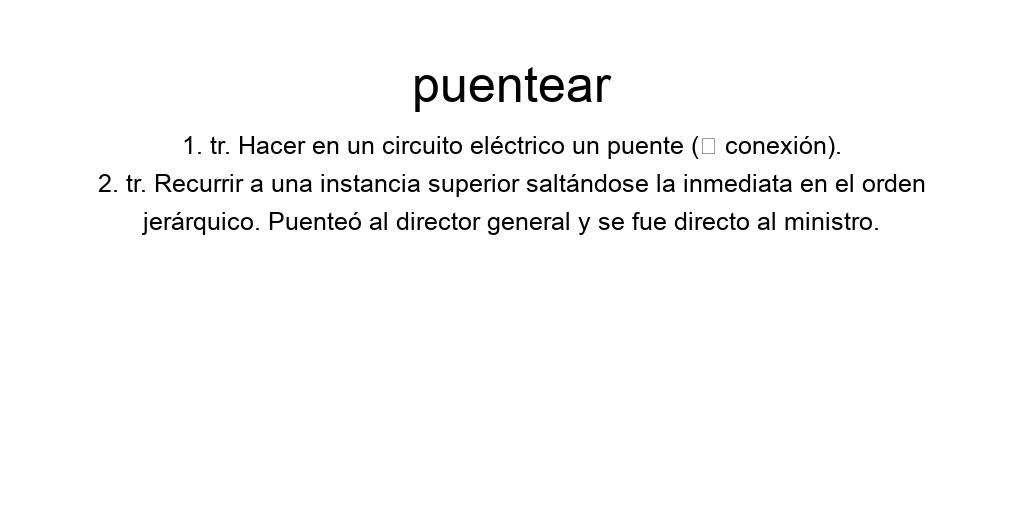 puentear
1. tr. Hacer en un circuito eléctrico un puente (□ conexión).
2. tr. Recurrir a una instancia superior saltándose la inmediata en el orden
jerárquico. Puenteó al director general y se fue directo al ministro.